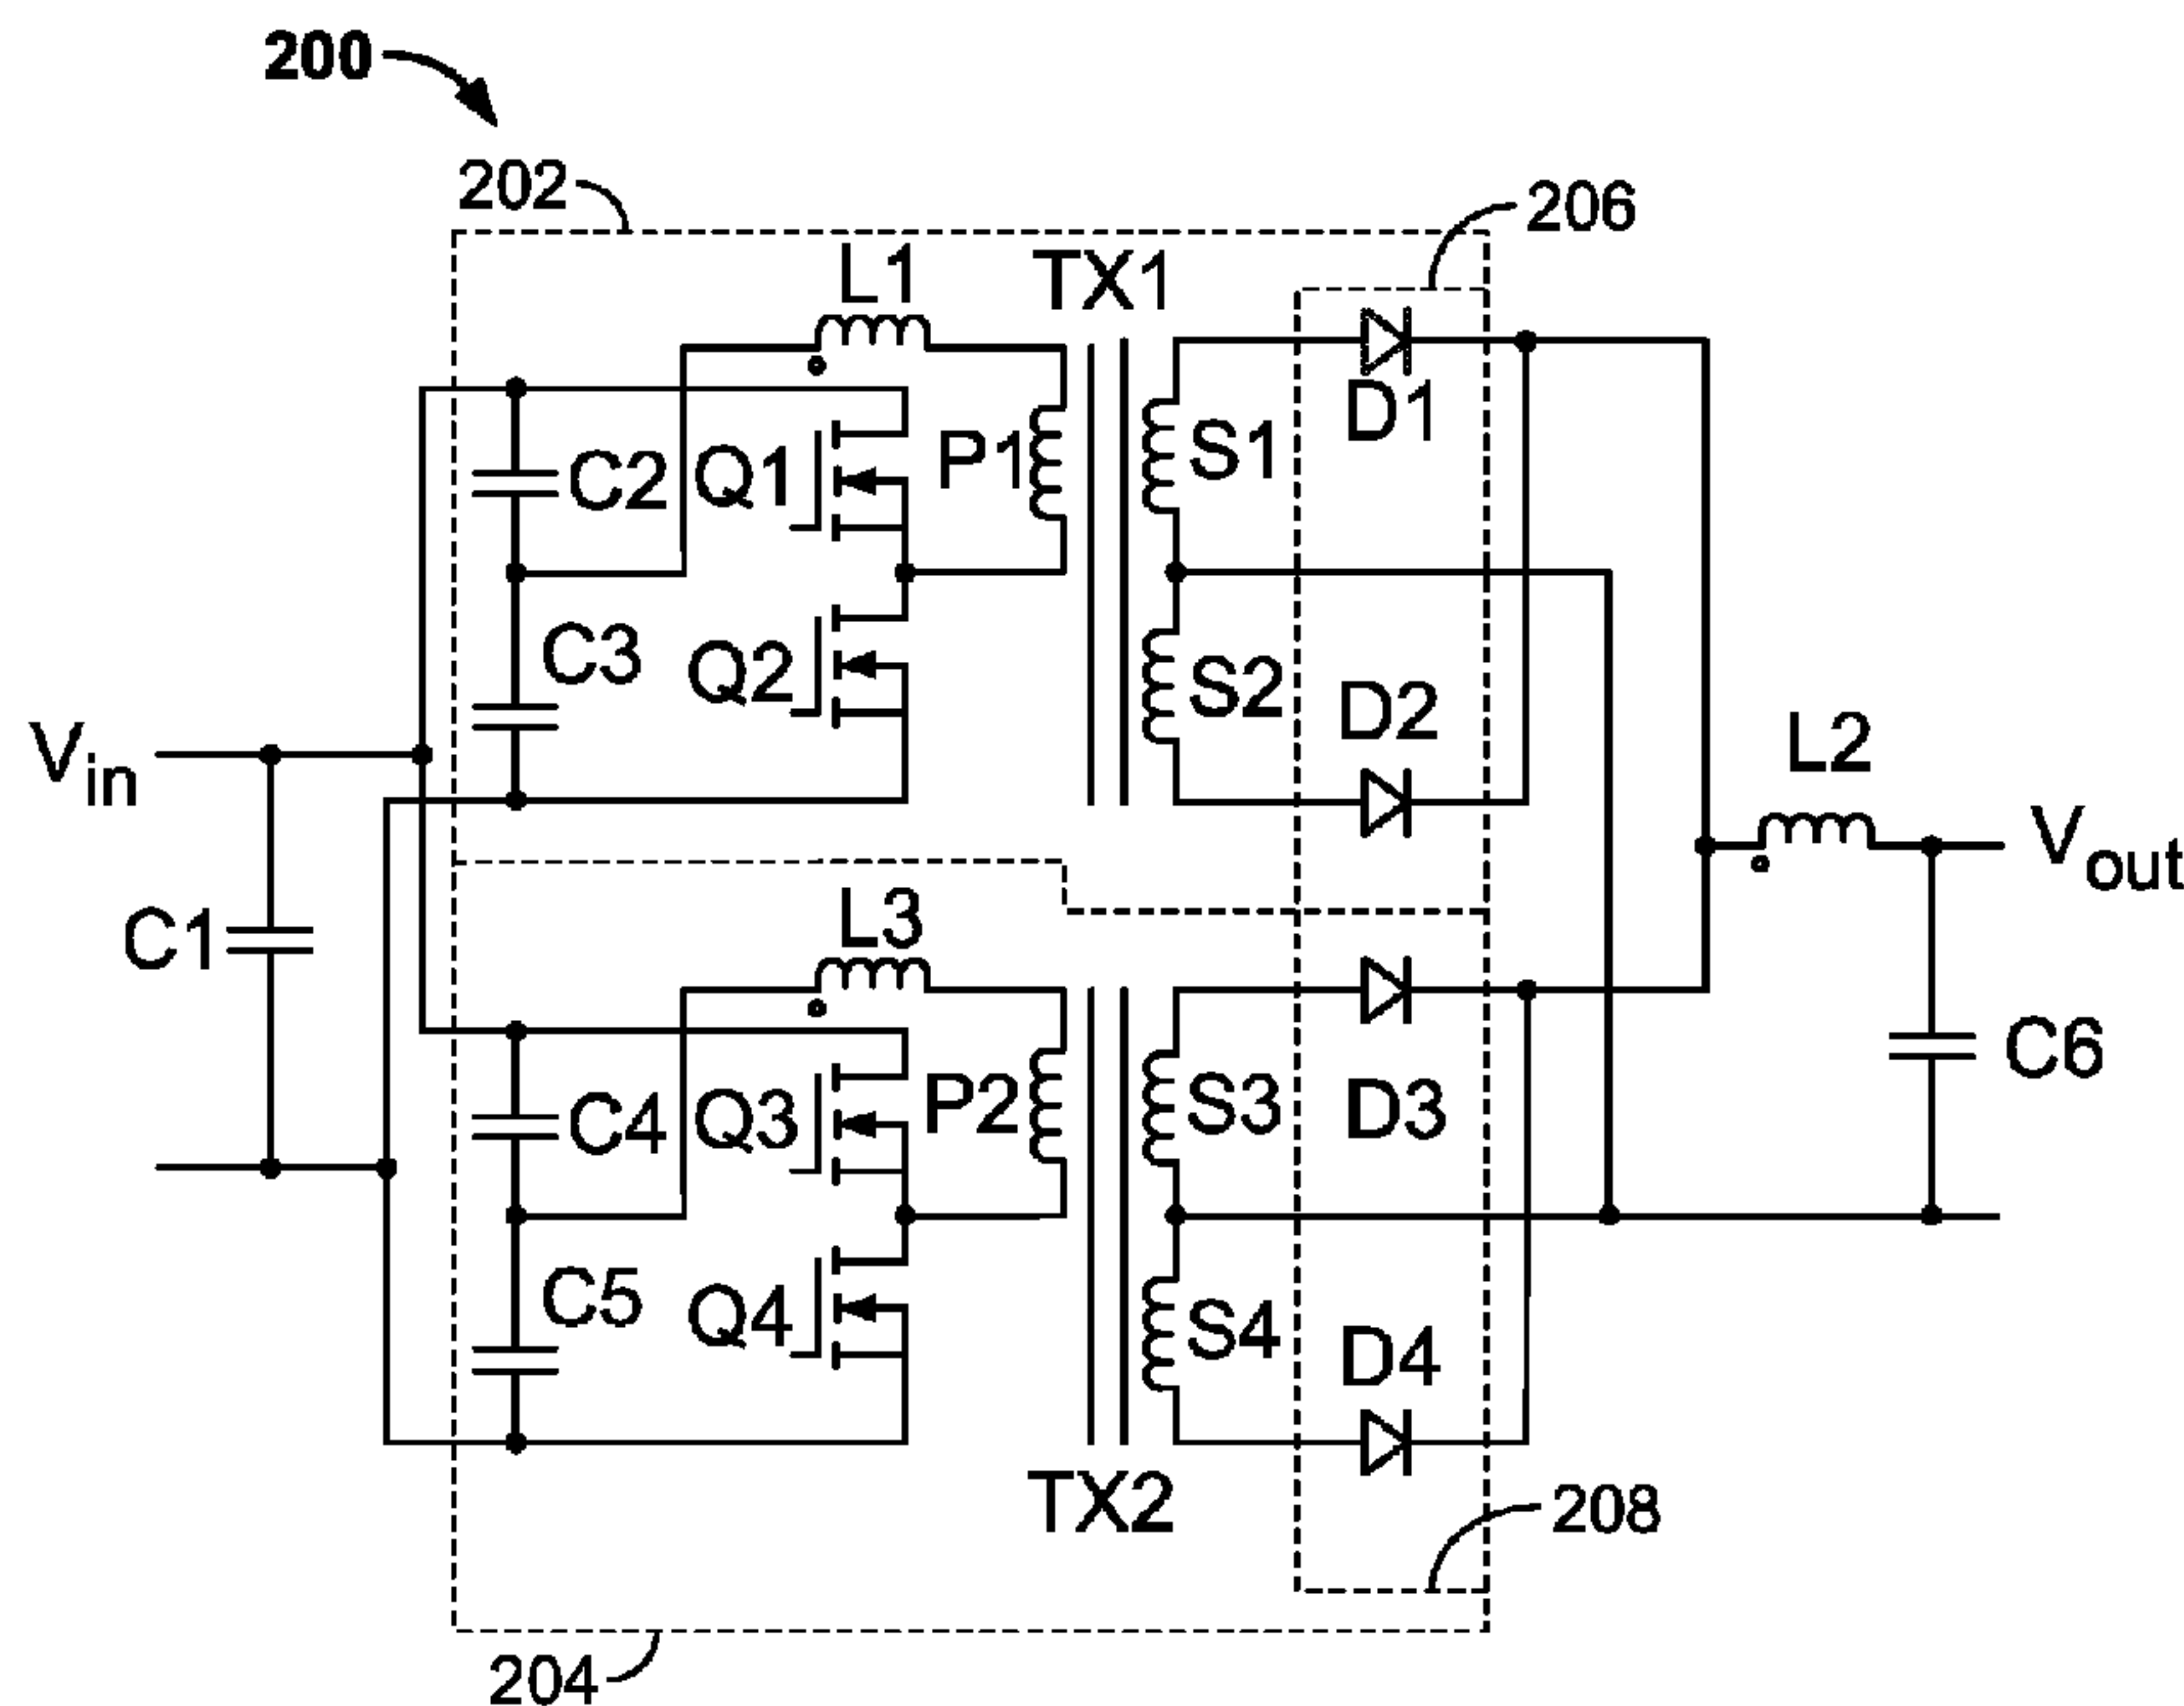 200
202
206
L1
TX1
D1
C2
Q1
P1
S1
C3
Q2
S2
D2
L2
Vin
Vout
C1
L3
C4
Q3
P2
S3
D3
C6
C5
Q4
S4
D4
TX2
208
204